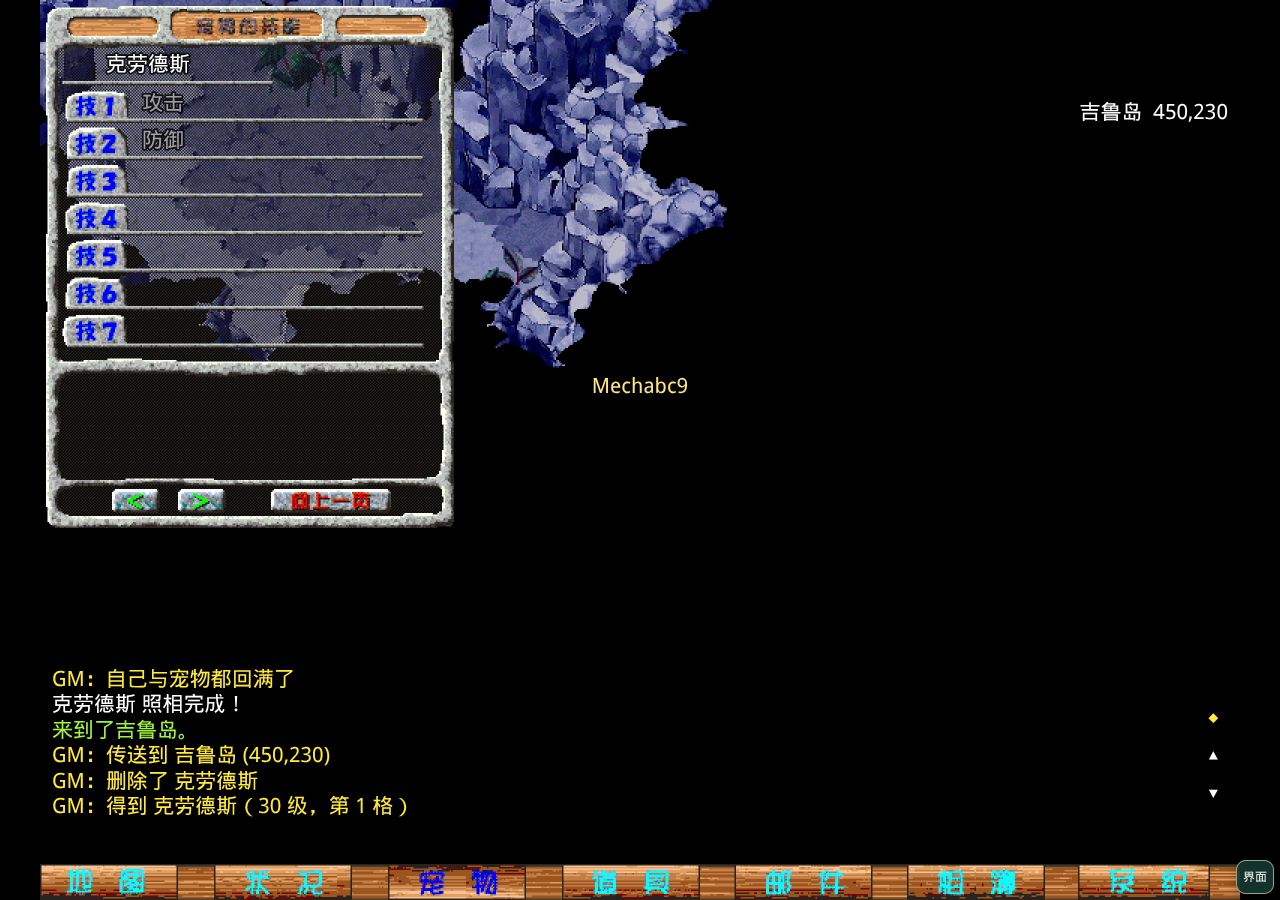 宠物的技能
克劳德斯
技1 攻击
技2 防御
技3
技4
技5
技6
技7
< > 回上一页
吉鲁岛 450,230
Mechabc9
GM：自己与宠物都回满了
克劳德斯 照相完成！
来到了吉鲁岛。
GM：传送到 吉鲁岛 (450,230)
GM：删除了 克劳德斯
GM：得到 克劳德斯（30 级，第 1 格）
地图 状况 宠物 道具 邮件 相簿 系统
界面